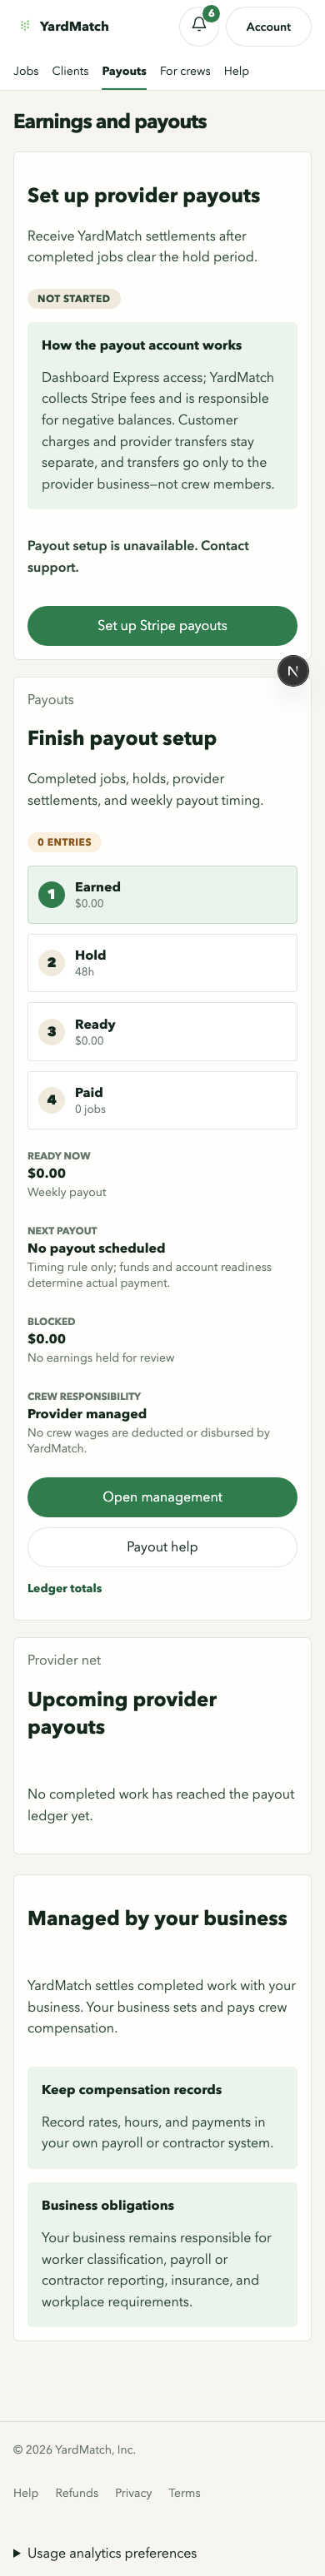 YardMatch
6
Account
Jobs Clients Payouts For crews Help
Earnings and payouts
Set up provider payouts
Receive YardMatch settlements after
completed jobs clear the hold period.
NOT STARTED
How the payout account works
Dashboard Express access; YardMatch
collects Stripe fees and is responsible
for negative balances. Customer
charges and provider transfers stay
separate, and transfers go only to the
provider business—not crew members.
Payout setup is unavailable. Contact
support.
Set up Stripe payouts
N
Payouts
Finish payout setup
Completed jobs, holds, provider
settlements, and weekly payout timing.
0 ENTRIES
1
Earned
$0.00
2
Hold
48h
3
Ready
$0.00
4
Paid
0 jobs
READY NOW
$0.00
Weekly payout
NEXT PAYOUT
No payout scheduled
Timing rule only; funds and account readiness
determine actual payment.
BLOCKED
$0.00
No earnings held for review
CREW RESPONSIBILITY
Provider managed
No crew wages are deducted or disbursed by
YardMatch.
Open management
Payout help
Ledger totals
Provider net
Upcoming provider
payouts
No completed work has reached the payout
ledger yet.
Managed by your business
YardMatch settles completed work with your
business. Your business sets and pays crew
compensation.
Keep compensation records
Record rates, hours, and payments in
your own payroll or contractor system.
Business obligations
Your business remains responsible for
worker classification, payroll or
contractor reporting, insurance, and
workplace requirements.
© 2026 YardMatch, Inc.
Help Refunds Privacy Terms
Usage analytics preferences